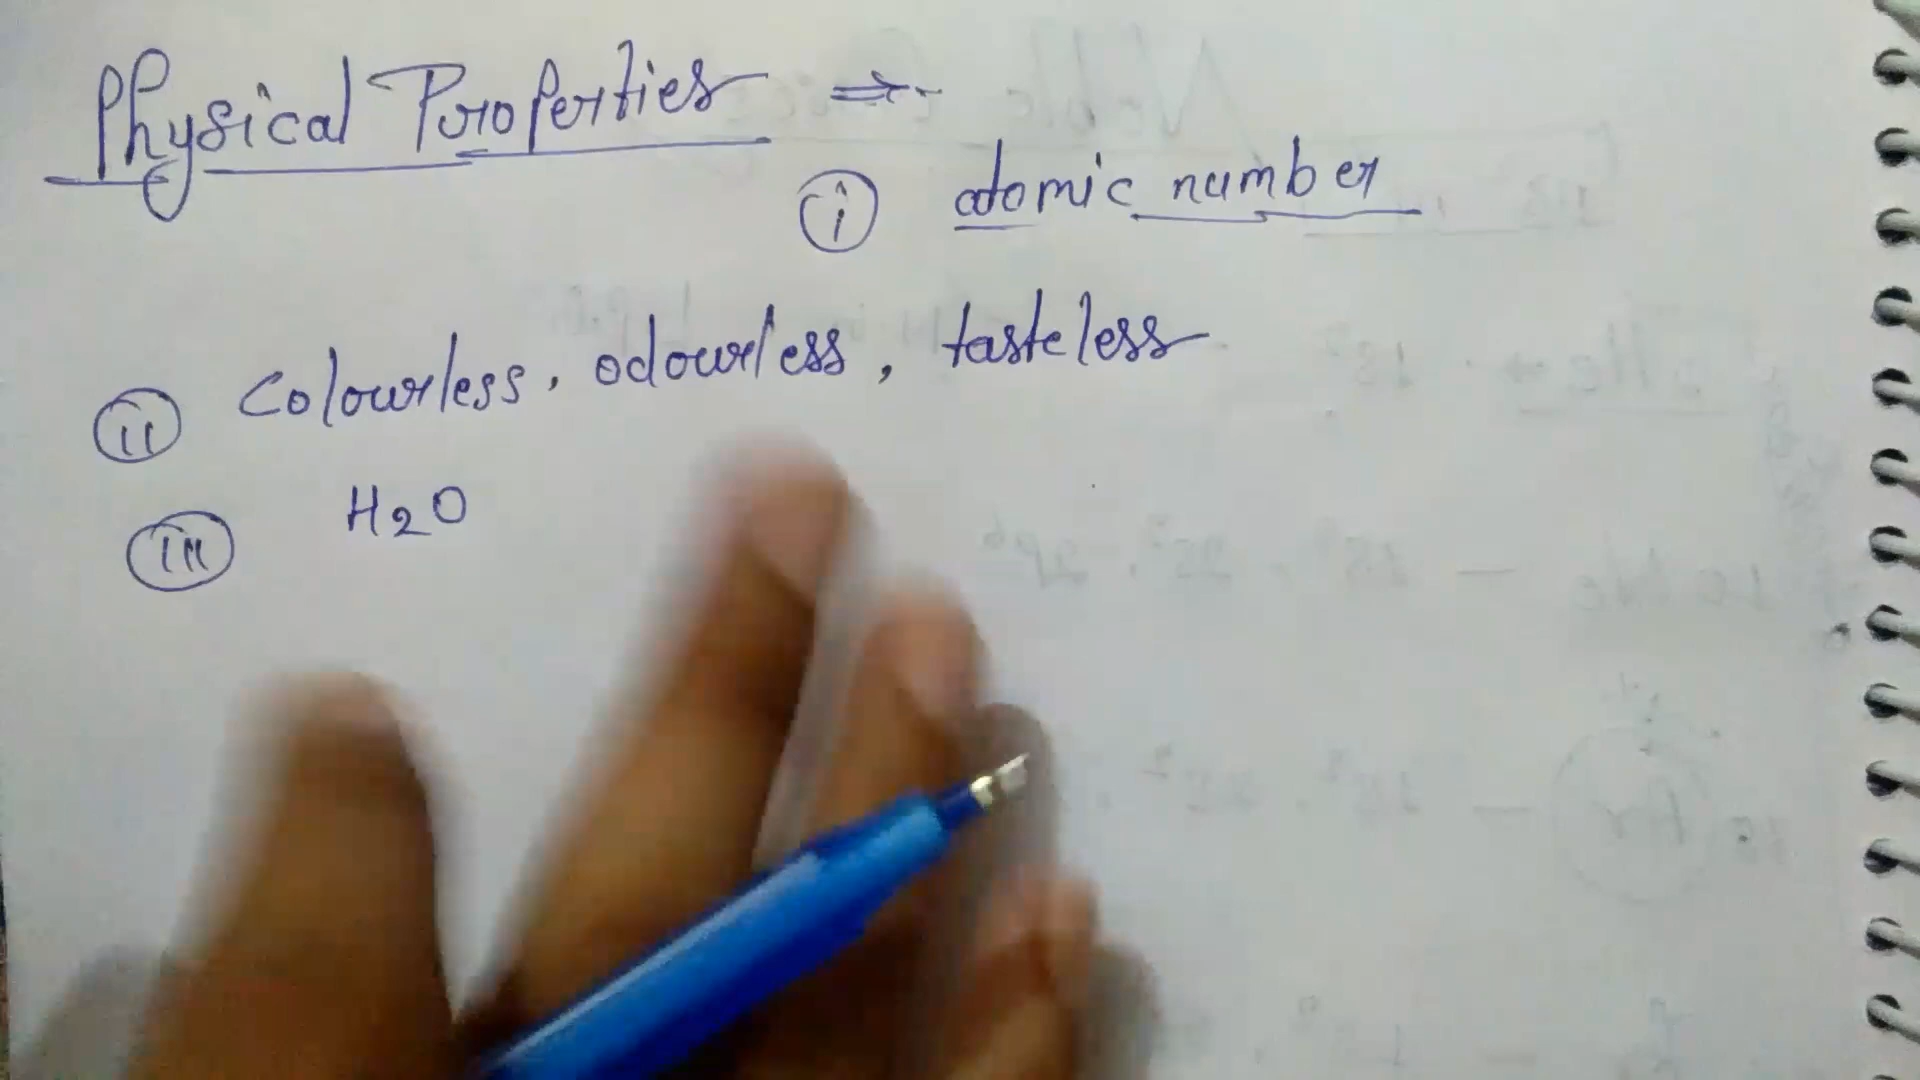 Physical Properties ⇒
(i) atomic number
(ii) Colourless, odourless, tasteless
(iii) H2O